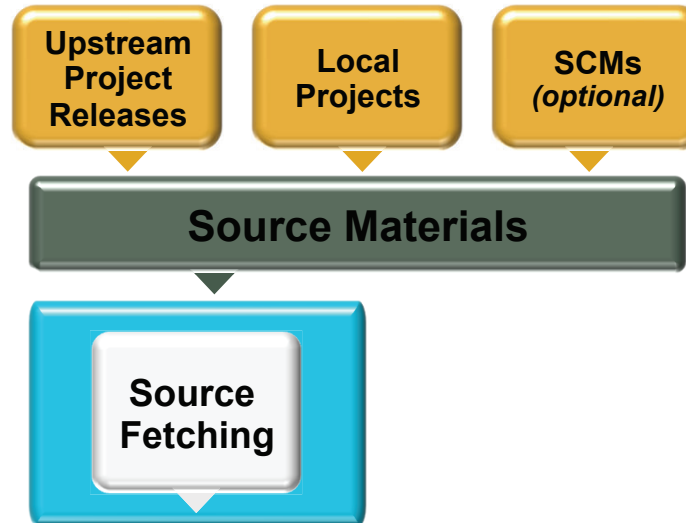 Upstream
Project
Releases
Local
Projects
SCMs
(optional)
Source Materials
Source
Fetching